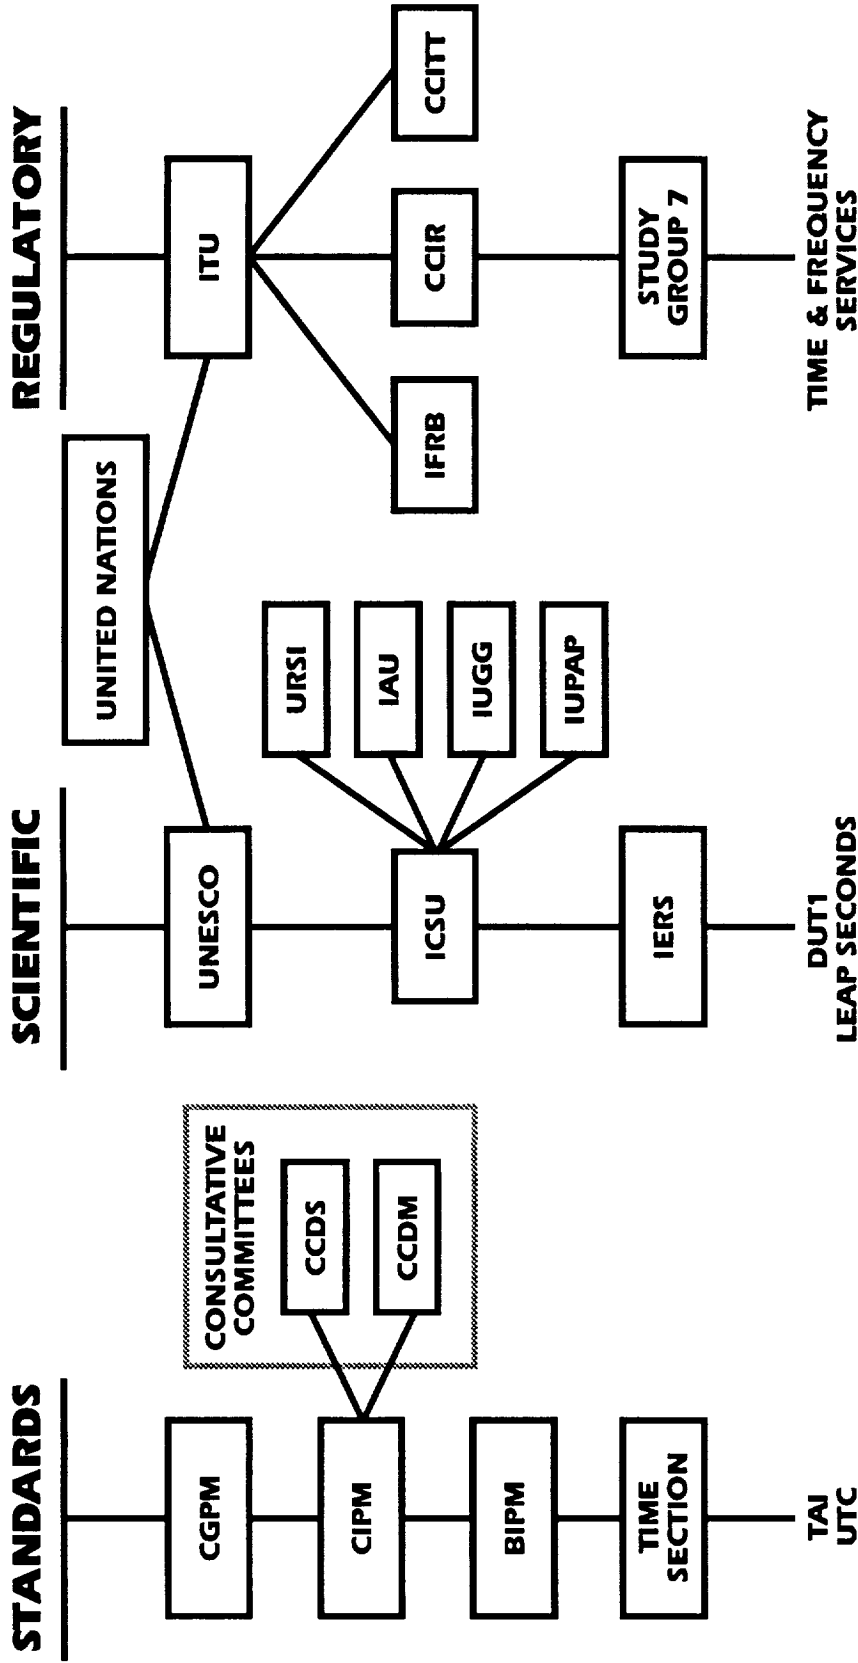 STANDARDS
CGPM
CIPM
CONSULTATIVE
COMMITTEES
CCDS
CCDM
BIPM
TIME
SECTION
TAI
UTC
SCIENTIFIC
UNITED NATIONS
UNESCO
ICSU
URSI
IAU
IUGG
IUPAP
IERS
DUT1
LEAP SECONDS
REGULATORY
ITU
IFRB
CCIR
CCITT
STUDY
GROUP 7
TIME & FREQUENCY
SERVICES